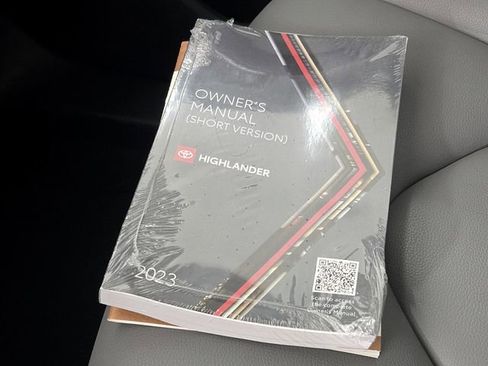 OWNER'S
MANUAL
(SHORT VERSION)
HIGHLANDER
2023
Scan to access
the complete
Owner's Manual